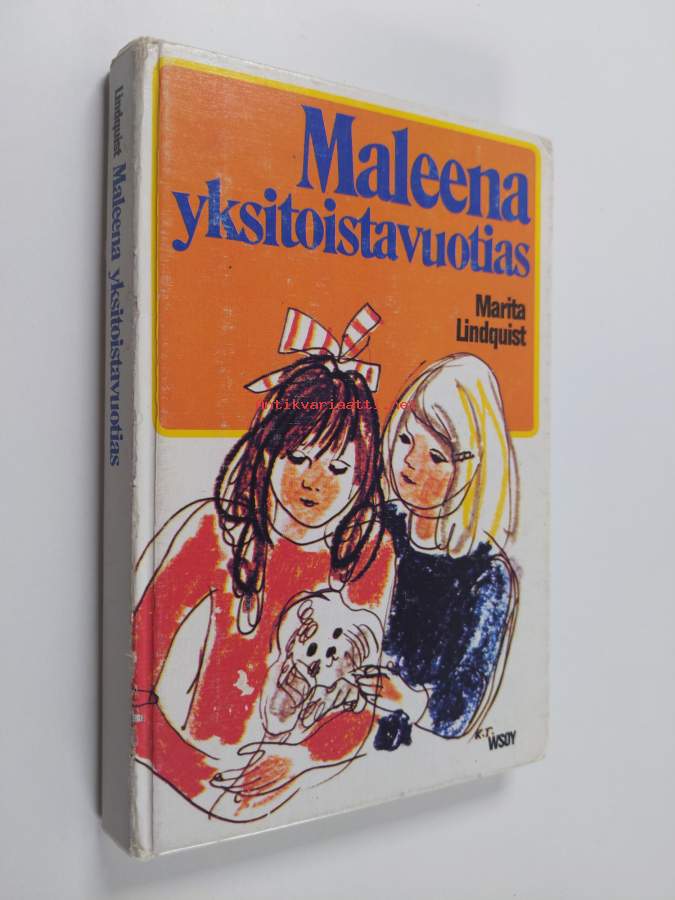 Lindquist Maleena yksitoistavuotias
Maleena
yksitoistavuotias
Marita
Lindquist
antikvariaatti.net
K.T.
WSOY